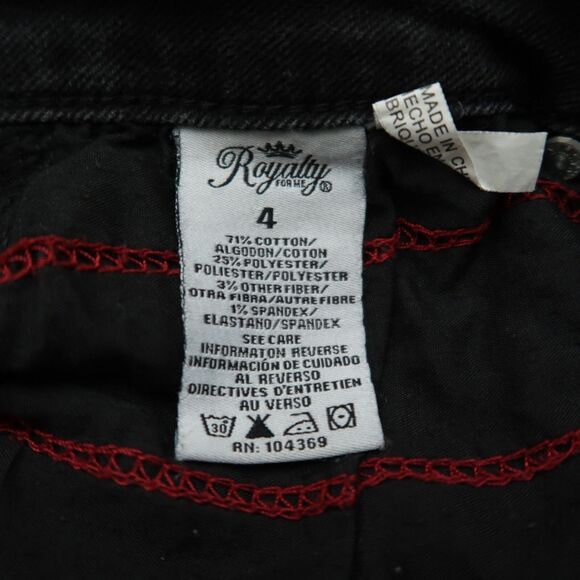 Royalty
FOR ME ®
4
71% COTTON/
ALGODON/COTON
25% POLYESTER/
POLIESTER/POLYESTER
3% OTHER FIBER/
OTRA FIBRA/AUTRE FIBRE
1% SPANDEX/
ELASTANO/SPANDEX
SEE CARE
INFORMATON REVERSE
INFORMACIÓN DE CUIDADO
AL REVERSO
DIRECTIVES D'ENTRETIEN
AU VERSO
30
RN: 104369
MADE IN CH
ECHO EN
BRIQU